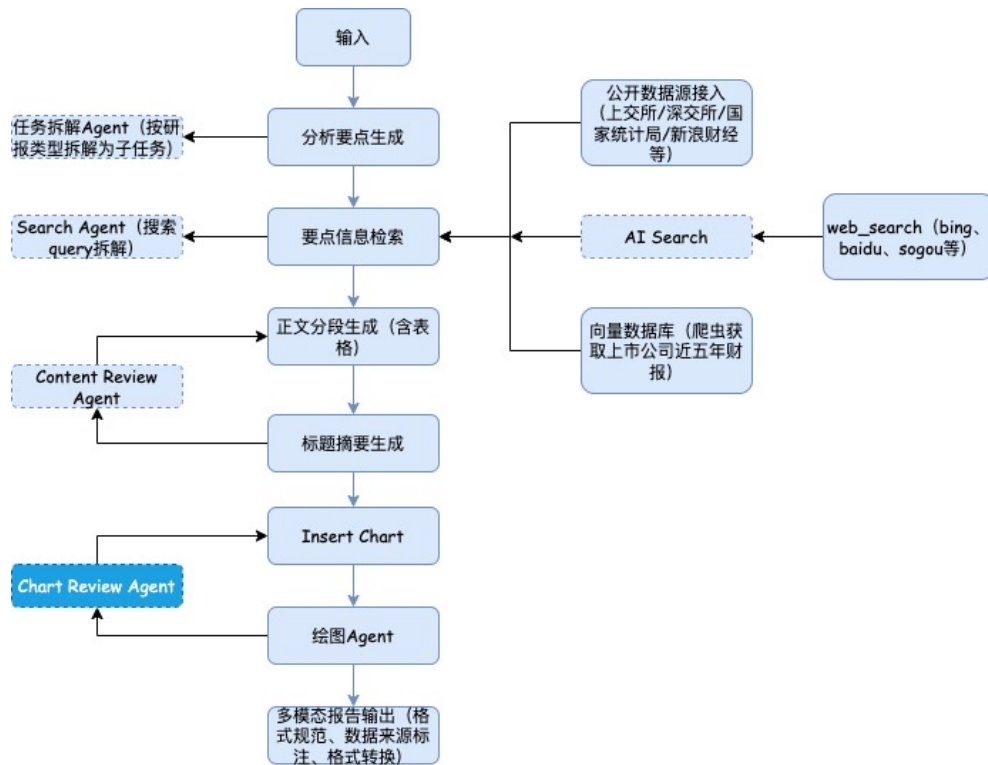 输入
公开数据源接入
（上交所/深交所/国
家统计局/新浪财经
等）
任务拆解Agent（按研
报类型拆解为子任务）
分析要点生成
Search Agent（搜索
query拆解）
要点信息检索
AI Search
web_search（bing、
baidu、sogou等）
正文分段生成（含表
格）
向量数据库（爬虫获
取上市公司近五年财
报）
Content Review
Agent
标题摘要生成
Insert Chart
Chart Review Agent
绘图Agent
多模态报告输出（格
式规范、数据来源标
注、格式转换）